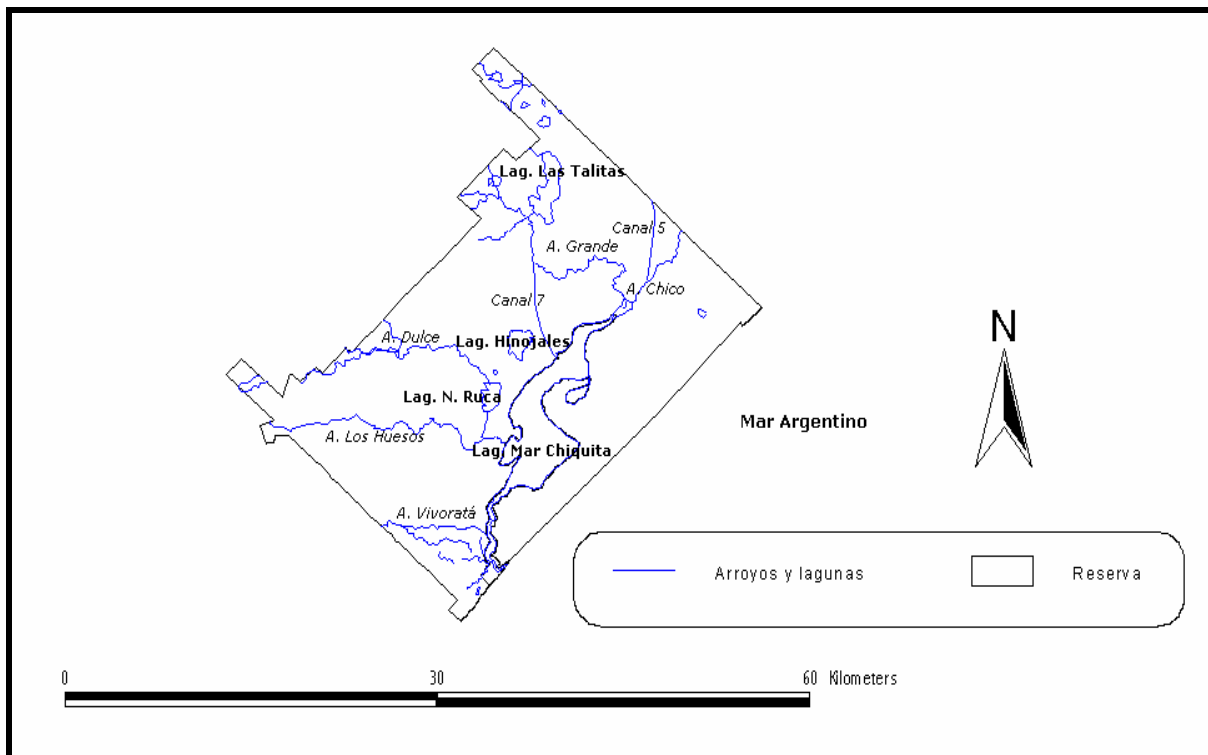 Lag. Las Talitas
Canal 5
A. Grande
A. Chico
Canal 7
N
A. Dulce
Lag. HInojales
Lag. N. Ruca
Mar Argentino
A. Los Huesos
Lag. Mar Chiquita
A. Vivoratá
Arroyos y lagunas
Reserva
0 30 60 Kilometers